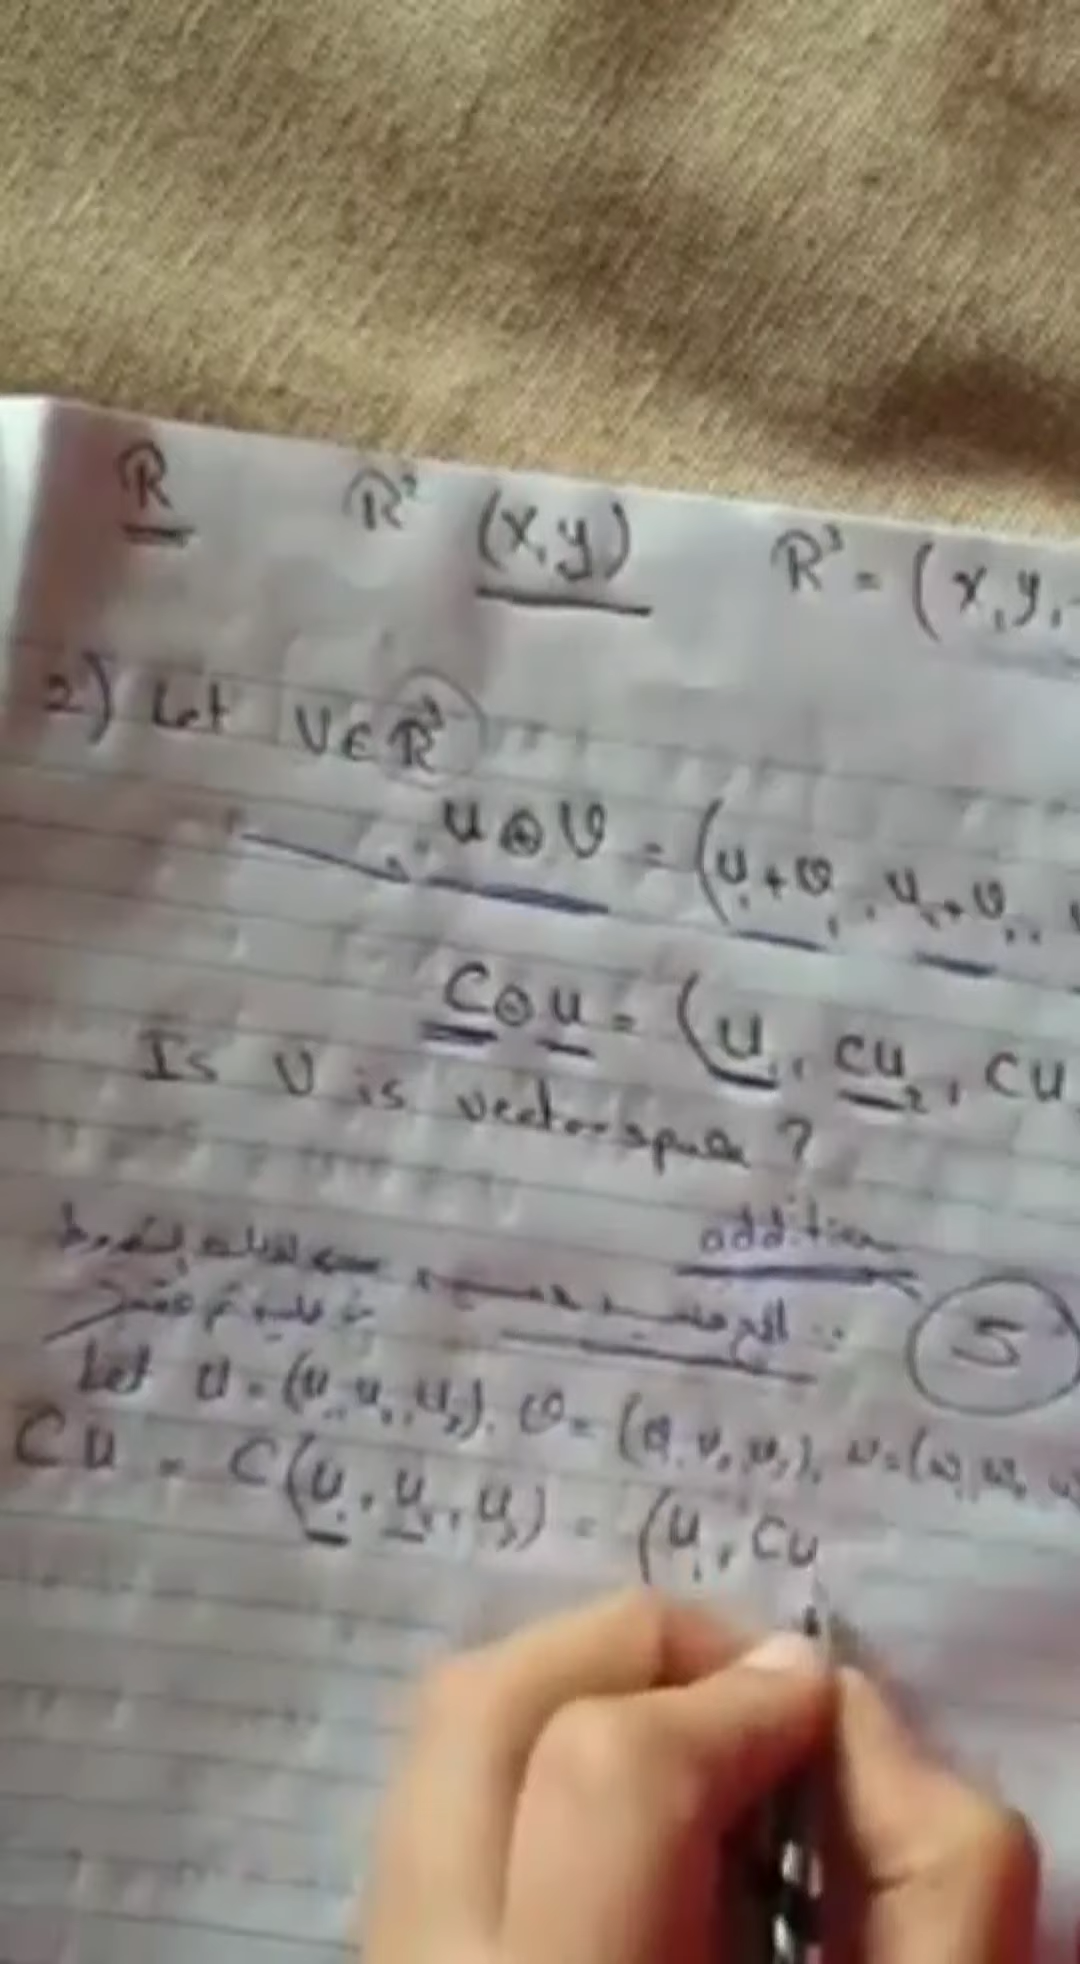 ℝ ℝ² (x,y) ℝ³ = (x,y,
2) Let V∈ℝ³
u⊕v = (u₁+v₁, u₂+v₂,
C⊙u = (u₁, cu₂, cu
Is V is vector space ?
addition
5
Let u = (u₁, u₂, u₃), v = (v₁, v₂, v₃), w = (w₁, w₂, w
Cu = C(u₁, u₂, u₃) = (u₁, Cu